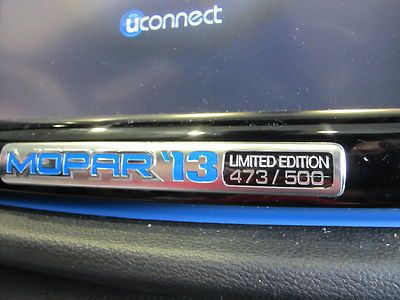 uconnect
MOPAR '13 LIMITED EDITION
473 / 500